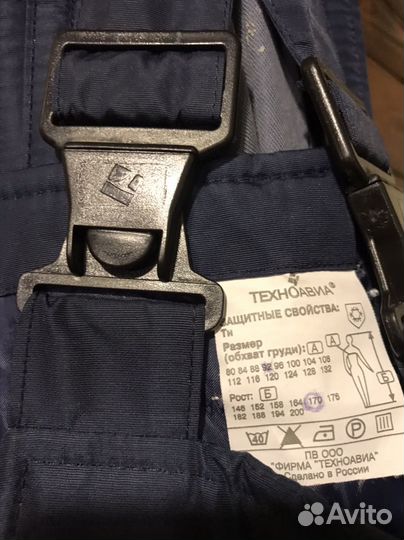 ТЕХНОАВИА®
ЗАЩИТНЫЕ СВОЙСТВА:
Тн
Размер
(обхват груди): А А
80 84 88 92 96 100 104 108
112 116 120 124 128 132
Рост: Б
146 152 158 164 170 176
182 188 194 200
40 P
ПВ ООО
"ФИРМА "ТЕХНОАВИА"
Сделано в России
Avito